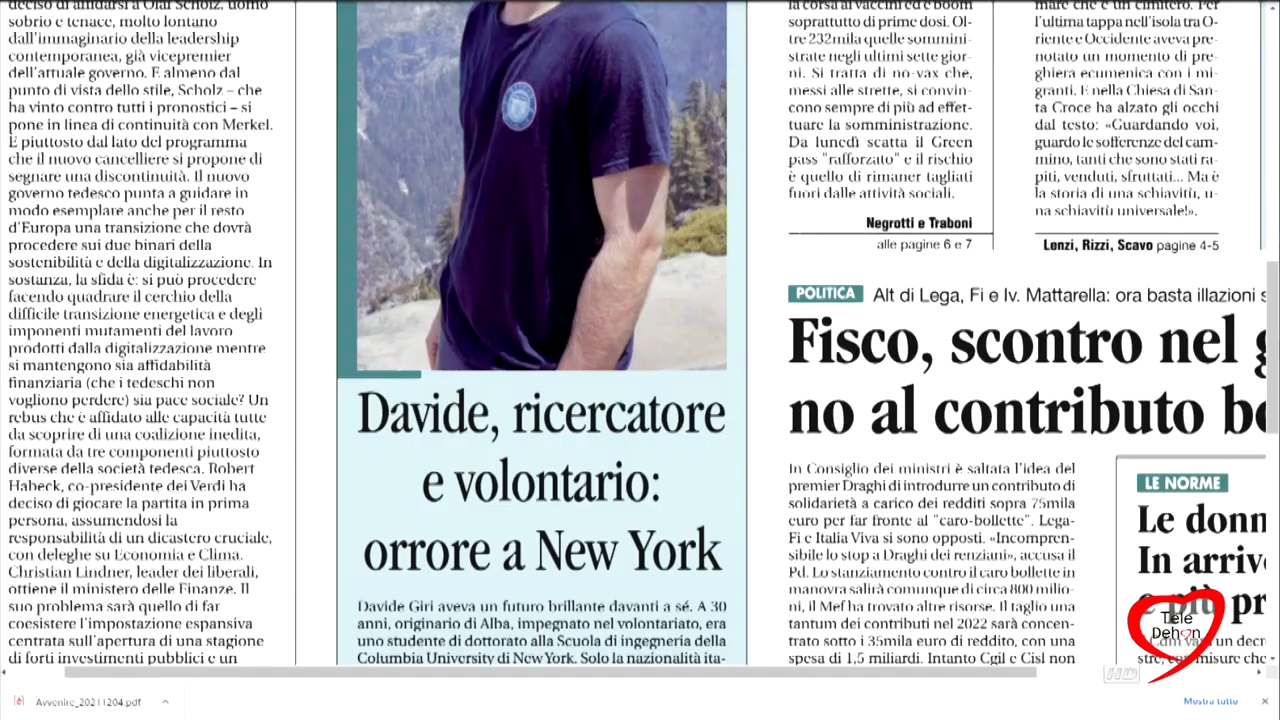 deciso di affidarsi a Olaf Scholz, uomo
sobrio e tenace, molto lontano
dall'immaginario della leadership
contemporanea, già vicepremier
dell'attuale governo. E almeno dal
punto di vista dello stile, Scholz – che
ha vinto contro tutti i pronostici – si
pone in linea di continuità con Merkel.
È piuttosto dal lato del programma
che il nuovo cancelliere si propone di
segnare una discontinuità. Il nuovo
governo tedesco punta a guidare in
modo esemplare anche per il resto
d'Europa una transizione che dovrà
procedere sui due binari della
sostenibilità e della digitalizzazione. In
sostanza, la sfida è: si può procedere
facendo quadrare il cerchio della
difficile transizione energetica e degli
imponenti mutamenti del lavoro
prodotti dalla digitalizzazione mentre
si mantengono sia affidabilità
finanziaria (che i tedeschi non
vogliono perdere) sia pace sociale? Un
rebus che è affidato alle capacità tutte
da scoprire di una coalizione inedita,
formata da tre componenti piuttosto
diverse della società tedesca. Robert
Habeck, co-presidente dei Verdi ha
deciso di giocare la partita in prima
persona, assumendosi la
responsabilità di un dicastero cruciale,
con deleghe su Economia e Clima.
Christian Lindner, leader dei liberali,
ottiene il ministero delle Finanze. Il
suo problema sarà quello di far
coesistere l'impostazione espansiva
centrata sull'apertura di una stagione
di forti investimenti pubblici e un
Davide, ricercatore
e volontario:
orrore a New York
Davide Giri aveva un futuro brillante davanti a sé. A 30
anni, originario di Alba, impegnato nel volontariato, era
uno studente di dottorato alla Scuola di ingegneria della
Columbia University di New York. Solo la nazionalità ita-
la corsa ai vaccini ed è boom
soprattutto di prime dosi. Ol-
tre 232mila quelle sommini-
strate negli ultimi sette gior-
ni. Si tratta di no-vax che,
messi alle strette, si convin-
cono sempre di più ad effet-
tuare la somministrazione.
Da lunedì scatta il Green
pass "rafforzato" e il rischio
è quello di rimaner tagliati
fuori dalle attività sociali.
Negrotti e Traboni
alle pagine 6 e 7
mare che è un cimitero. Per
l'ultima tappa nell'isola tra O-
riente e Occidente aveva pre-
notato un momento di pre-
ghiera ecumenica con i mi-
granti. E nella Chiesa di San-
ta Croce ha alzato gli occhi
dal testo: «Guardando voi,
guardo le sofferenze del cam-
mino, tanti che sono stati ra-
piti, venduti, sfruttati... Ma è
la storia di una schiavitù, u-
na schiavitù universale!».
Lenzi, Rizzi, Scavo pagine 4-5
POLITICA Alt di Lega, Fi e Iv. Mattarella: ora basta illazioni s
Fisco, scontro nel g
no al contributo bo
In Consiglio dei ministri è saltata l'idea del
premier Draghi di introdurre un contributo di
solidarietà a carico dei redditi sopra 75mila
euro per far fronte al "caro-bollette". Lega-
Fi e Italia Viva si sono opposti. «Incompren-
sibile lo stop a Draghi dei renziani», accusa il
Pd. Lo stanziamento contro il caro bollette in
manovra salirà comunque di circa 800 milio-
ni, il Mef ha trovato altre risorse. Il taglio una
tantum dei contributi nel 2022 sarà concen-
trato sotto i 35mila euro di reddito, con una
spesa di 1,5 miliardi. Intanto Cgil e Cisl non
LE NORME
Le donn
In arriv
e più pr
un decr
misure che
Tele
Dehon
HD
Avvenire_20211204.pdf
Mostra tutto